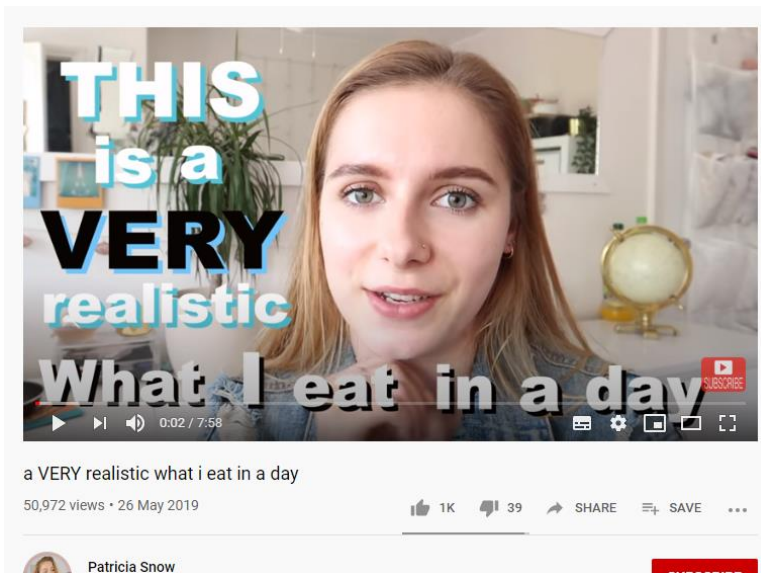 THIS
is a
VERY
realistic
What I eat in a day
SUBSCRIBE
0:02 / 7:58
a VERY realistic what i eat in a day
50,972 views • 26 May 2019
1K 39 SHARE SAVE
Patricia Snow
SUBSCRIBE